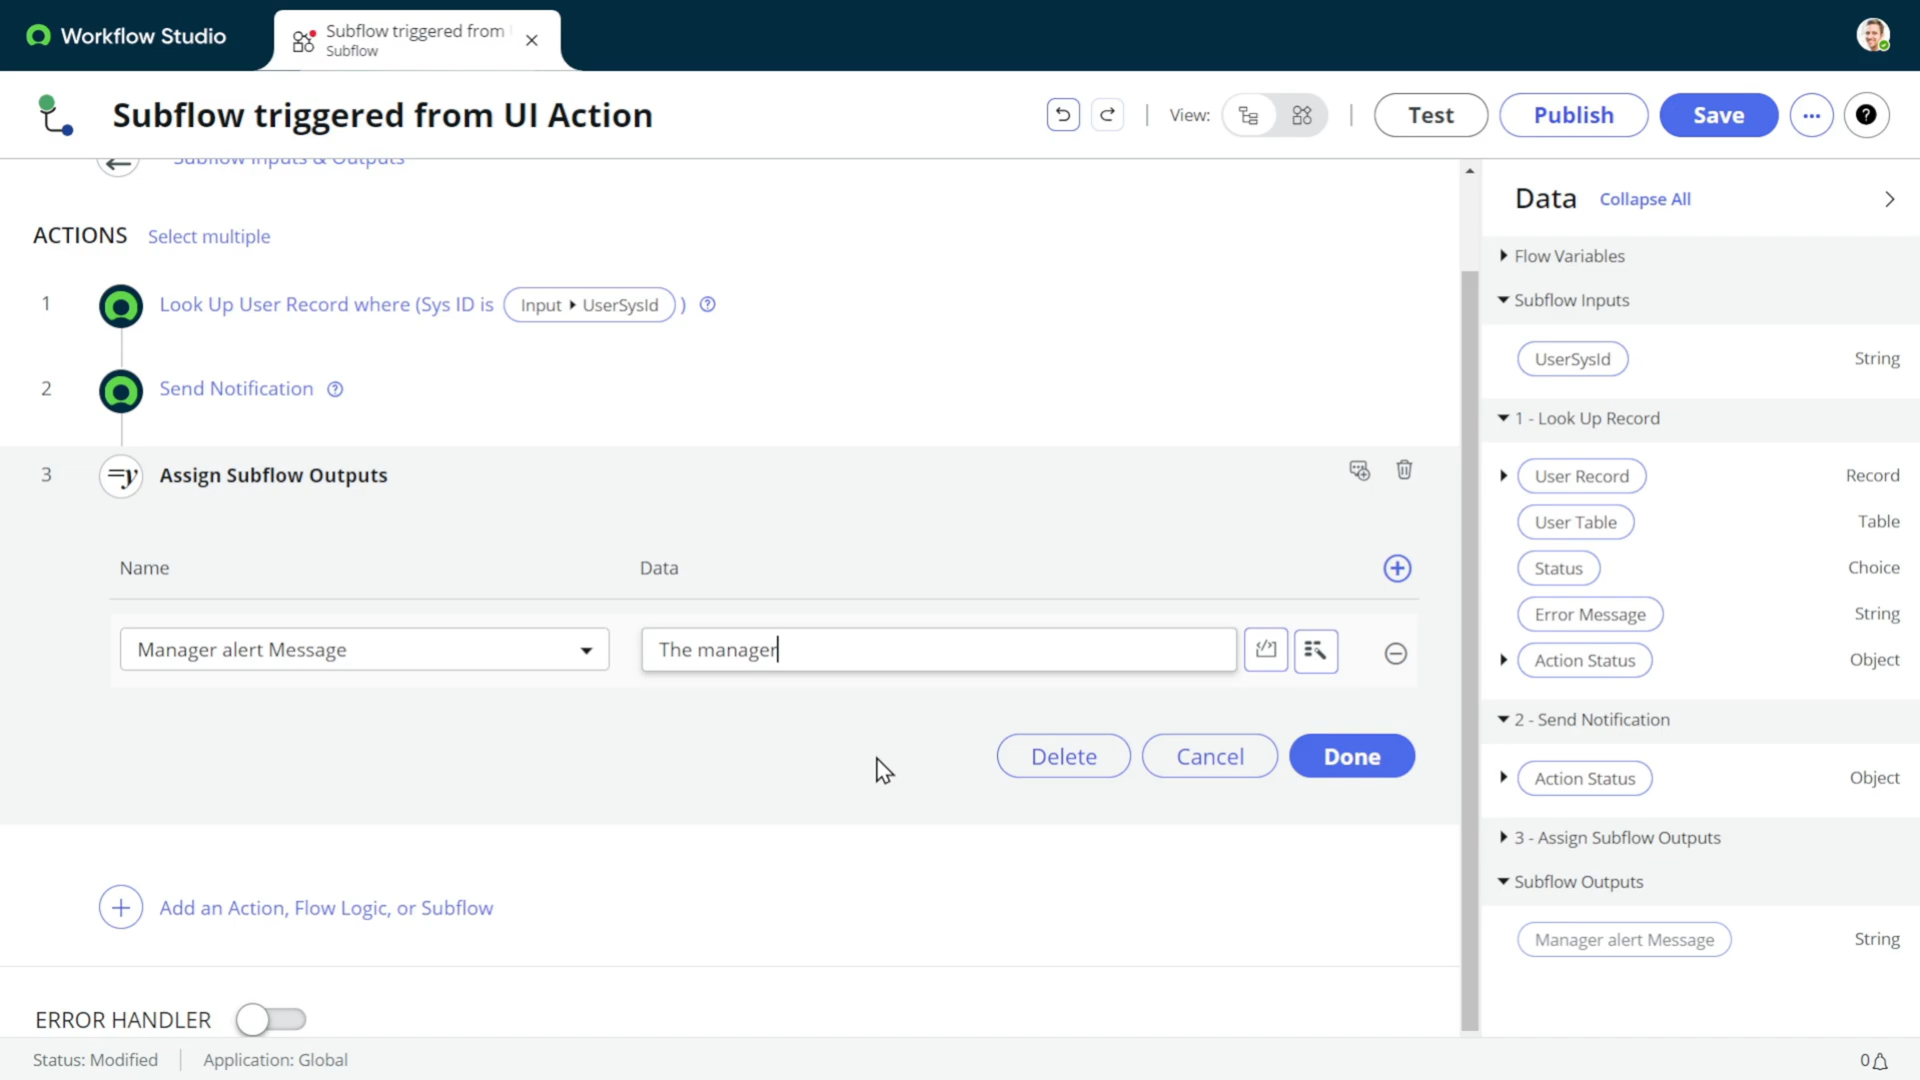 Workflow Studio
Subflow triggered from
Subflow
Subflow triggered from UI Action
View:
Test
Publish
Save
Subflow Inputs & Outputs
ACTIONS
Select multiple
1
Look Up User Record where (Sys ID is Input ▸ UserSysId )
2
Send Notification
3
=y
Assign Subflow Outputs
Name
Data
Manager alert Message
The manager
Delete
Cancel
Done
Add an Action, Flow Logic, or Subflow
ERROR HANDLER
Status: Modified
Application: Global
0
Data
Collapse All
Flow Variables
Subflow Inputs
UserSysId String
1 - Look Up Record
User Record Record
User Table Table
Status Choice
Error Message String
Action Status Object
2 - Send Notification
Action Status Object
3 - Assign Subflow Outputs
Subflow Outputs
Manager alert Message String